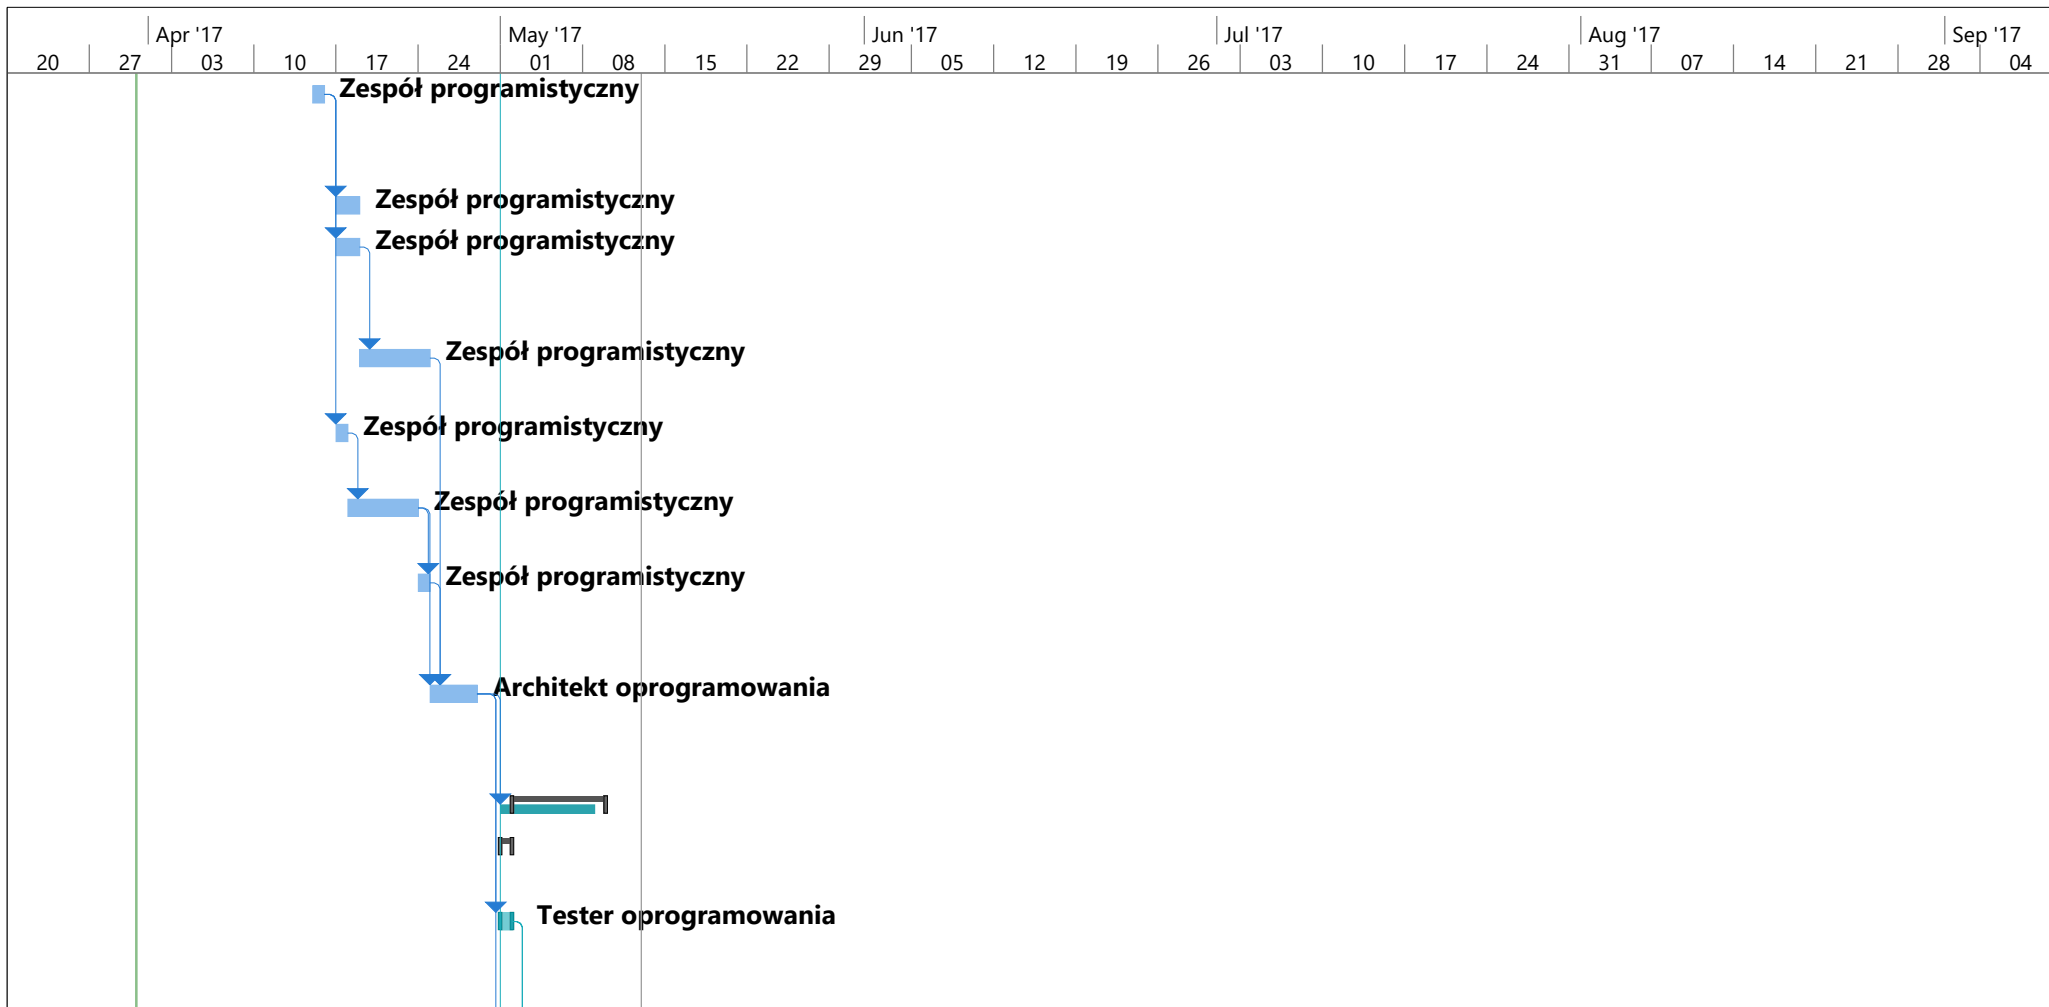 Apr '17 May '17 Jun '17 Jul '17 Aug '17 Sep '17
20 27 03 10 17 24 01 08 15 22 29 05 12 19 26 03 10 17 24 31 07 14 21 28 04
Zespół programistyczny
Zespół programistyczny
Zespół programistyczny
Zespół programistyczny
Zespół programistyczny
Zespół programistyczny
Zespół programistyczny
Architekt oprogramowania
Tester oprogramowania